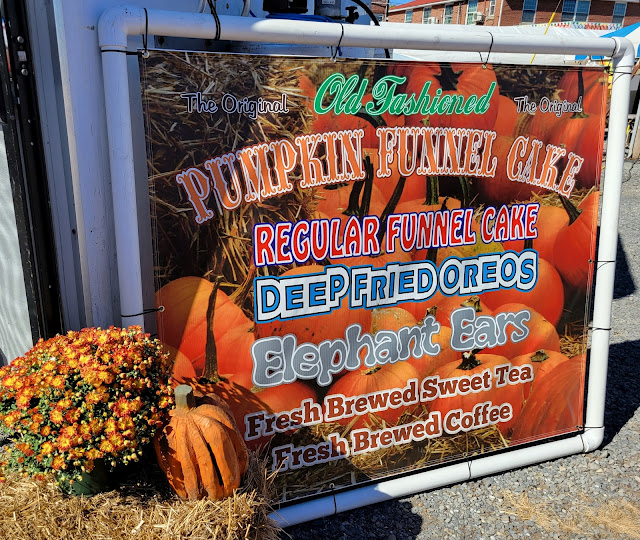 The Original Old Fashioned The Original
PUMPKIN FUNNEL CAKE
REGULAR FUNNEL CAKE
DEEP FRIED OREOS
Elephant Ears
Fresh Brewed Sweet Tea
Fresh Brewed Coffee